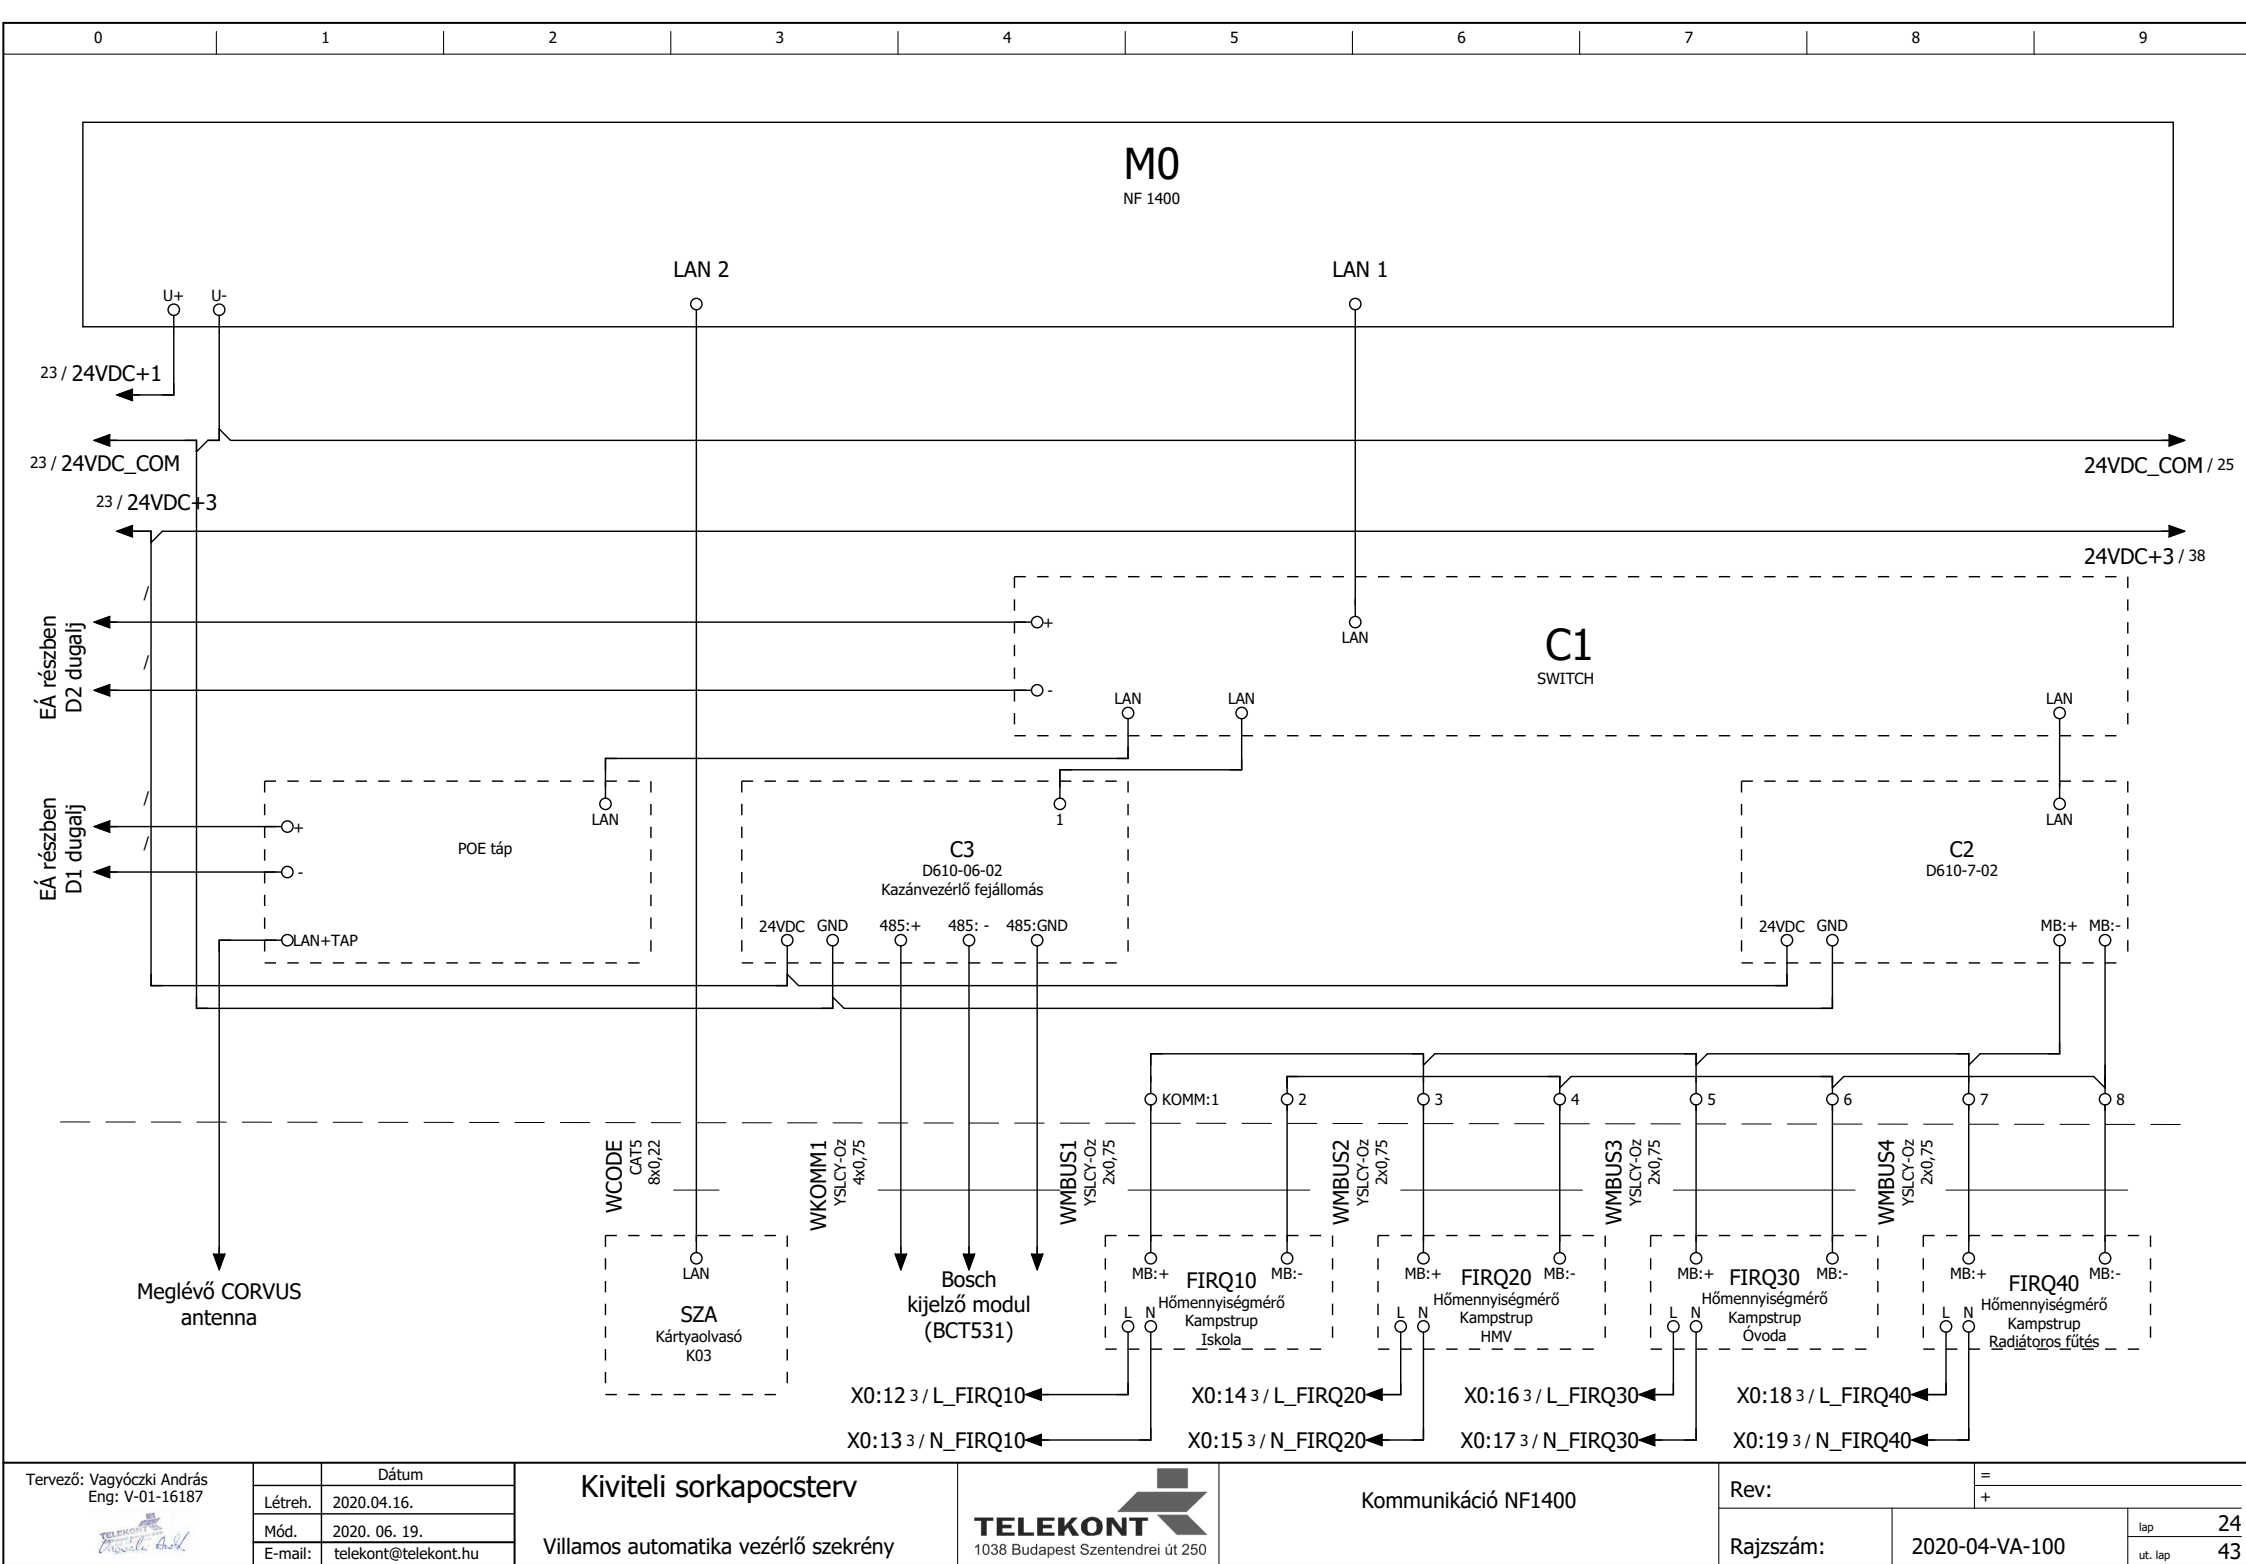 0 1 2 3 4 5 6 7 8 9
M0
NF 1400
LAN 2
LAN 1
U+ U-
23 / 24VDC+1
23 / 24VDC_COM
24VDC_COM / 25
23 / 24VDC+3
24VDC+3 / 38
/
/
EÁ részben
D2 dugalj
+
-
LAN
C1
SWITCH
LAN
LAN
LAN
/
/
EÁ részben
D1 dugalj
+
-
LAN
POE táp
LAN+TAP
1
C3
D610-06-02
Kazánvezérlő fejállomás
24VDC GND 485:+ 485: - 485:GND
LAN
C2
D610-7-02
24VDC GND MB:+ MB:-
KOMM:1 2 3 4 5 6 7 8
WCODE
CAT5
8x0,22
WKOMM1
YSLCY-Oz
4x0,75
WMBUS1
YSLCY-Oz
2x0,75
WMBUS2
YSLCY-Oz
2x0,75
WMBUS3
YSLCY-Oz
2x0,75
WMBUS4
YSLCY-Oz
2x0,75
Meglévő CORVUS
antenna
LAN
SZA
Kártyaolvasó
K03
Bosch
kijelző modul
(BCT531)
MB:+ MB:-
FIRQ10
Hőmennyiségmérő
Kampstrup
Iskola
L N
MB:+ MB:-
FIRQ20
Hőmennyiségmérő
Kampstrup
HMV
L N
MB:+ MB:-
FIRQ30
Hőmennyiségmérő
Kampstrup
Óvoda
L N
MB:+ MB:-
FIRQ40
Hőmennyiségmérő
Kampstrup
Radiátoros fűtés
L N
X0:12 3 / L_FIRQ10
X0:14 3 / L_FIRQ20
X0:16 3 / L_FIRQ30
X0:18 3 / L_FIRQ40
X0:13 3 / N_FIRQ10
X0:15 3 / N_FIRQ20
X0:17 3 / N_FIRQ30
X0:19 3 / N_FIRQ40
Tervező: Vagyóczki András
Eng: V-01-16187
TELEKONT
Dátum
Létreh. 2020.04.16.
Mód. 2020. 06. 19.
E-mail: telekont@telekont.hu
Kiviteli sorkapocsterv
Villamos automatika vezérlő szekrény
TELEKONT
1038 Budapest Szentendrei út 250
Kommunikáció NF1400
Rev:
=
+
Rajzszám: 2020-04-VA-100
lap 24
ut. lap 43